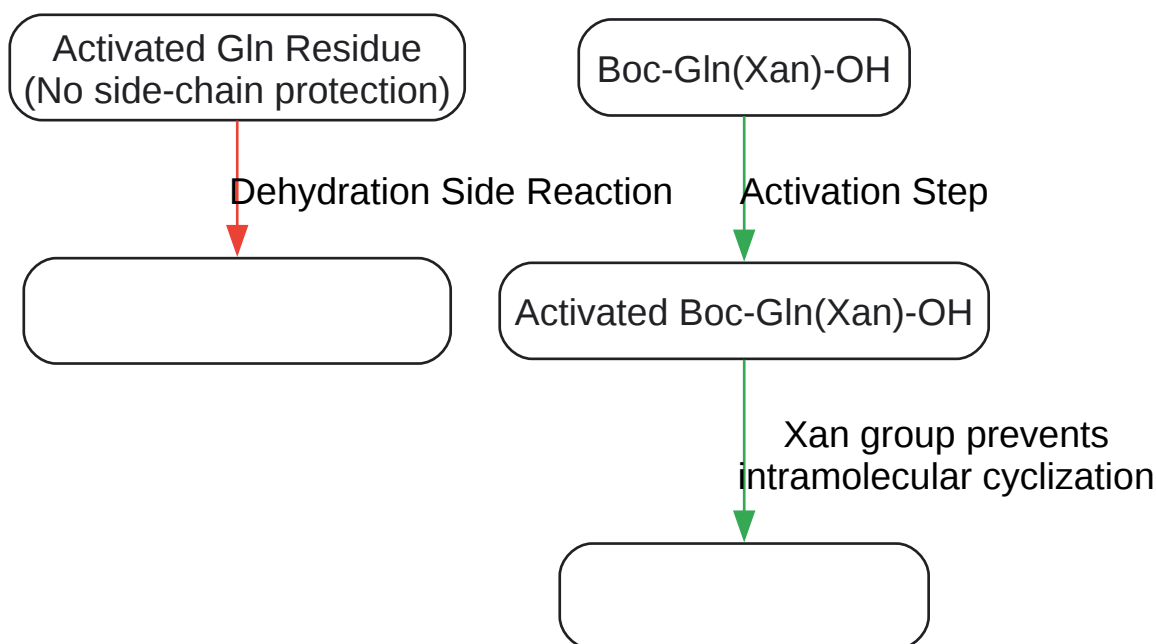 Activated Gln Residue
(No side-chain protection)
Boc-Gln(Xan)-OH
Dehydration Side Reaction
Activation Step
Activated Boc-Gln(Xan)-OH
Xan group prevents
intramolecular cyclization